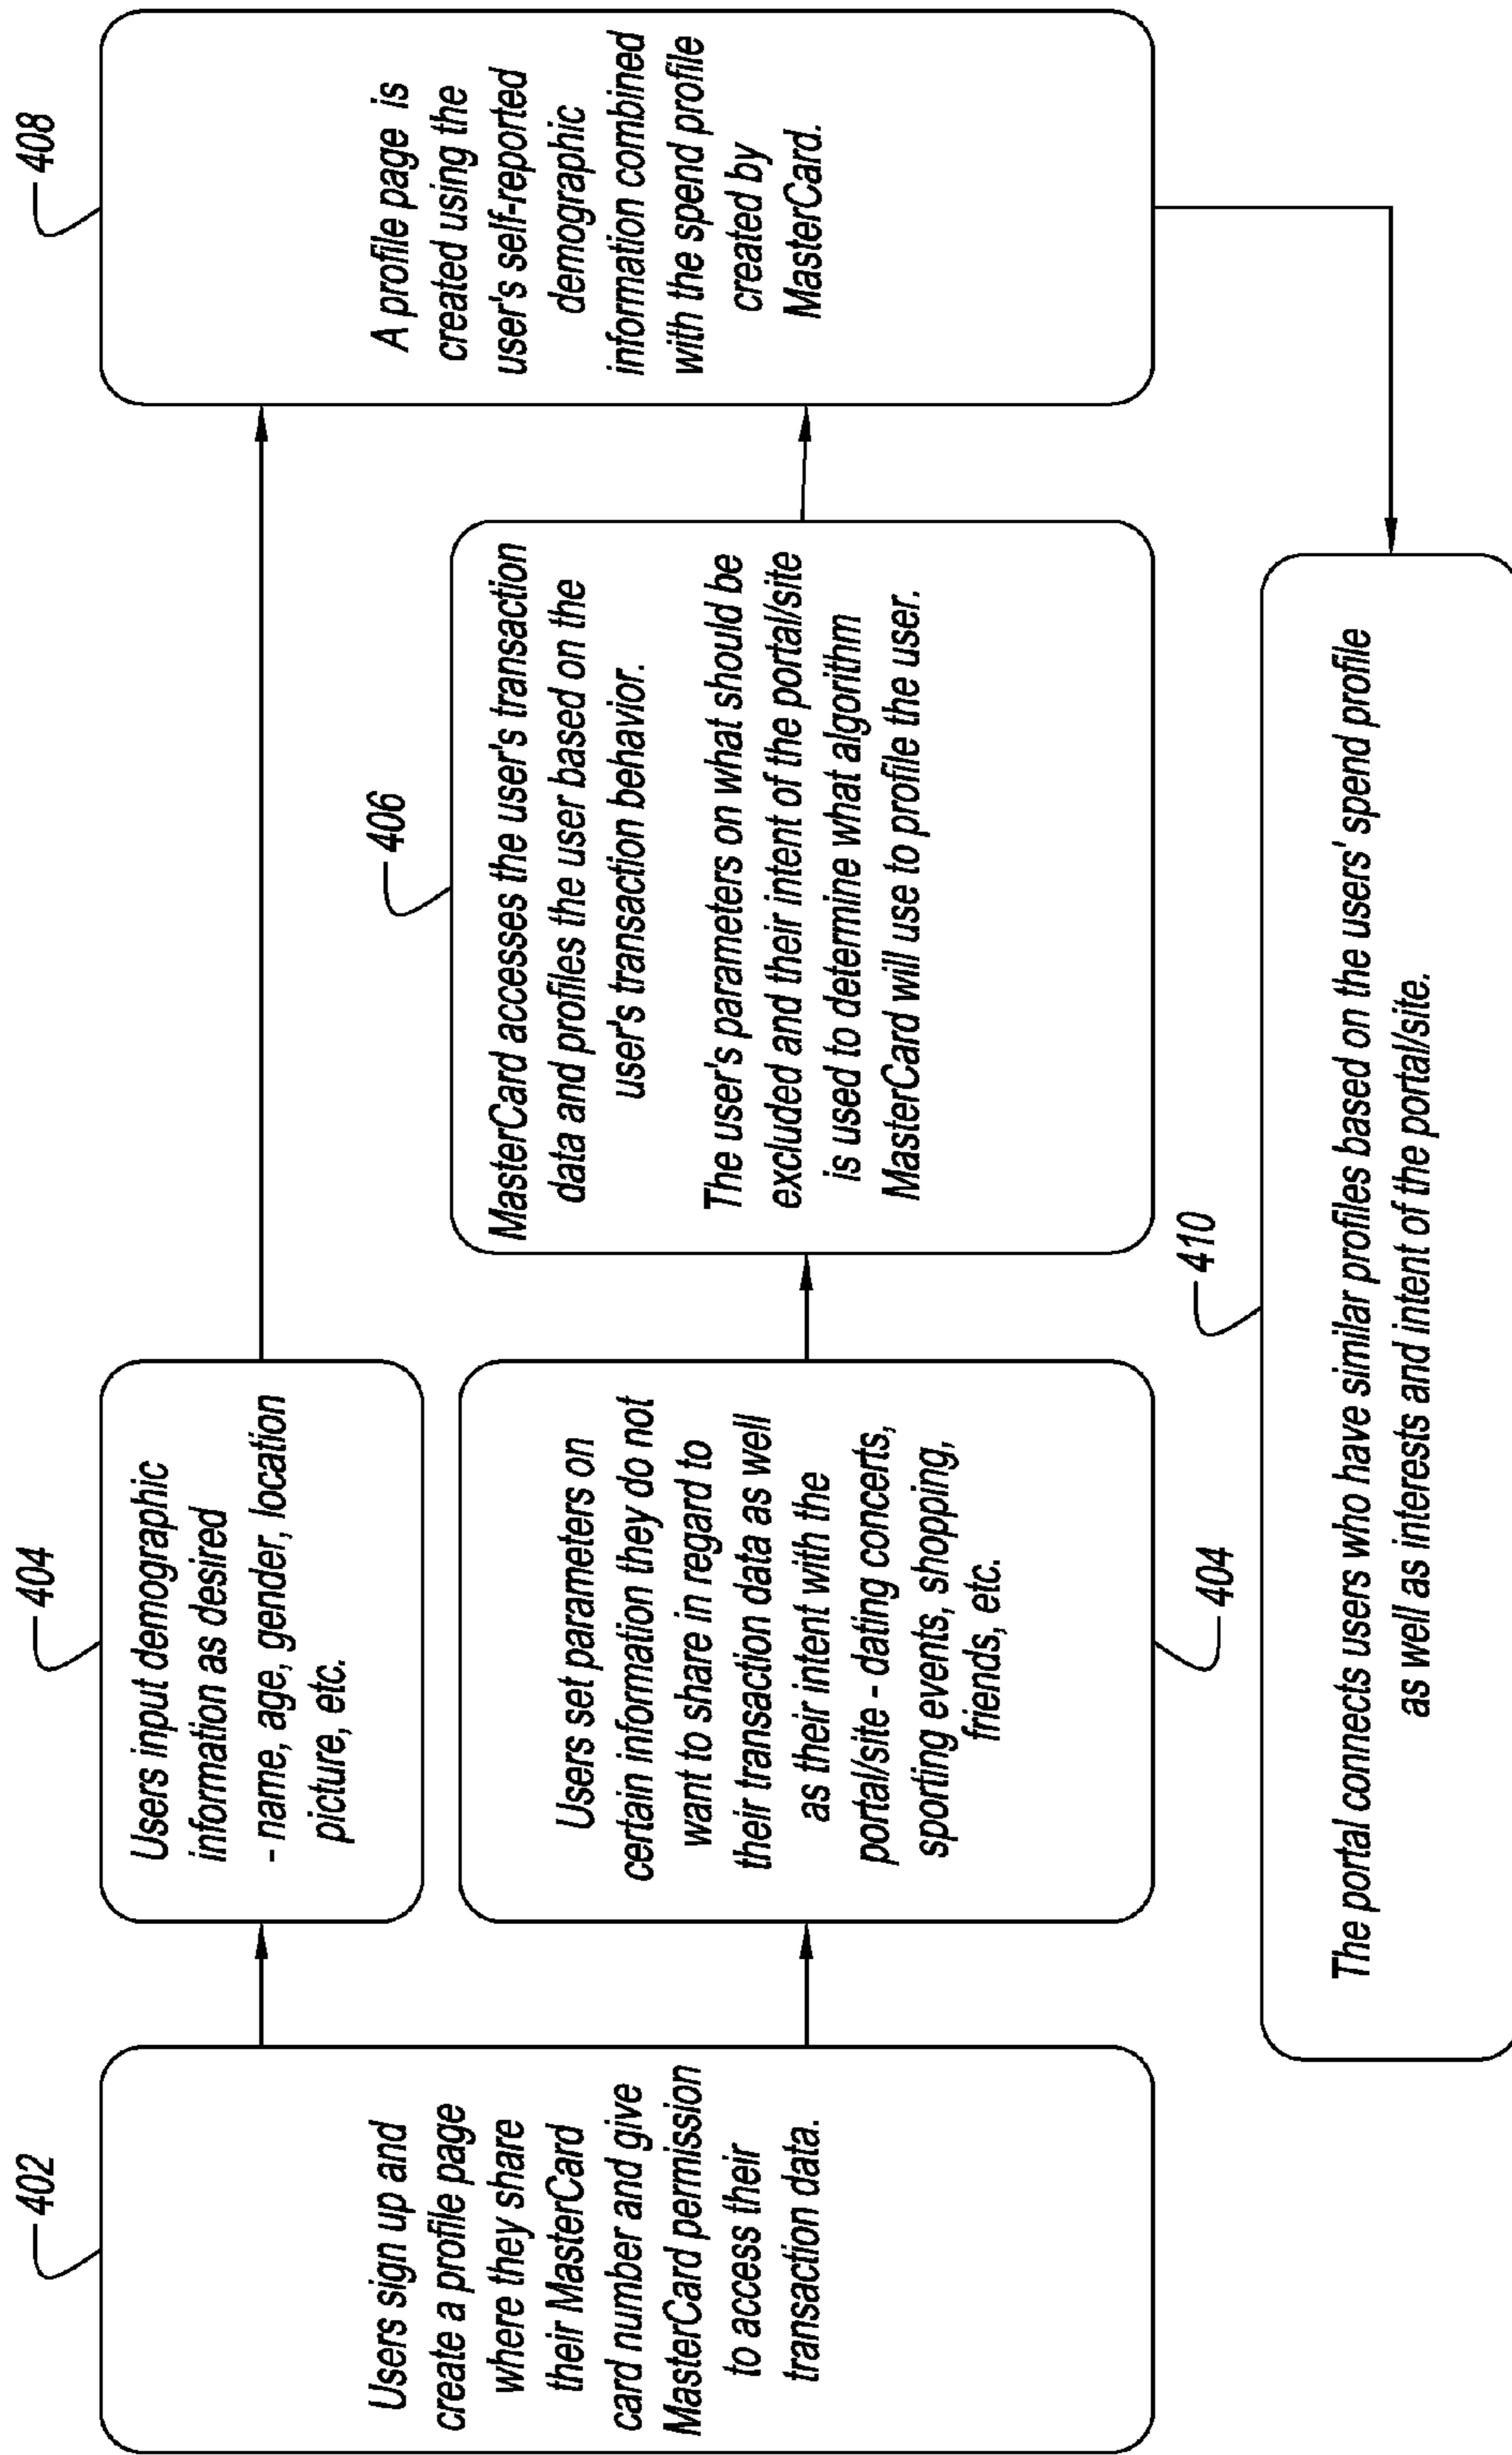 402
Users sign up and
create a profile page
where they share
their MasterCard
card number and give
MasterCard permission
to access their
transaction data.
404
Users input demographic
information as desired
- name, age, gender, location
picture, etc.
Users set parameters on
certain information they do not
want to share in regard to
their transaction data as well
as their intent with the
portal/site - dating concerts,
sporting events, shopping,
friends, etc.
404
406
MasterCard accesses the user's transaction
data and profiles the user based on the
user's transaction behavior.
The user's parameters on what should be
excluded and their intent of the portal/site
is used to determine what algorithm
MasterCard will use to profile the user.
408
A profile page is
created using the
user's self-reported
demographic
information combined
with the spend profile
created by
MasterCard.
410
The portal connects users who have similar profiles based on the users' spend profile
as well as interests and intent of the portal/site.